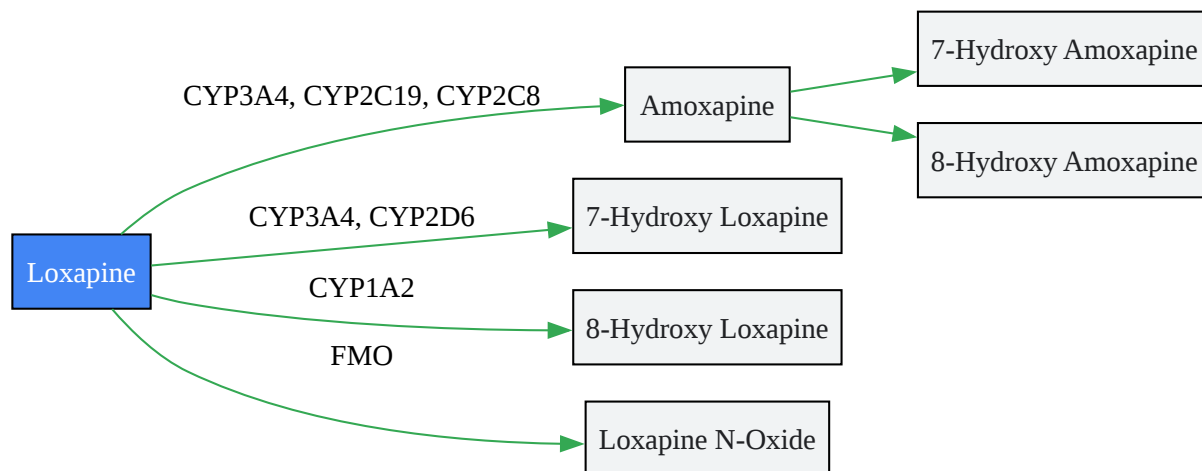 7-Hydroxy Amoxapine
CYP3A4, CYP2C19, CYP2C8
Amoxapine
8-Hydroxy Amoxapine
CYP3A4, CYP2D6
7-Hydroxy Loxapine
Loxapine
CYP1A2
8-Hydroxy Loxapine
FMO
Loxapine N-Oxide